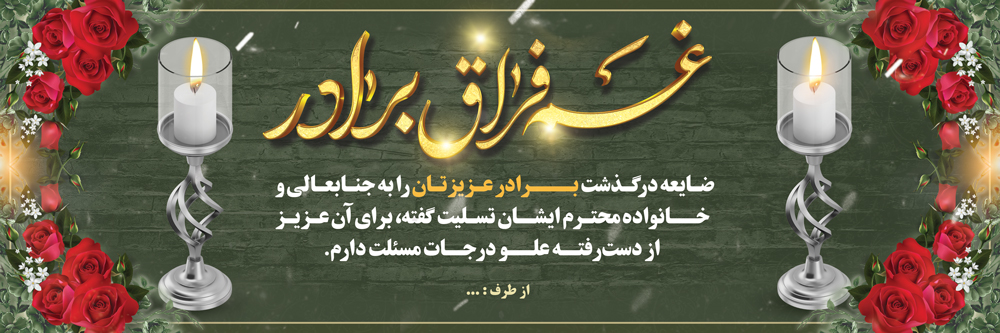 غم فراق برادر
ضایعه درگذشت برادر عزیزتان را به جنابعالی و
خانواده محترم ایشان تسلیت گفته، برای آن عزیز
از دست‌رفته علو درجات مسئلت دارم.
از طرف : ...